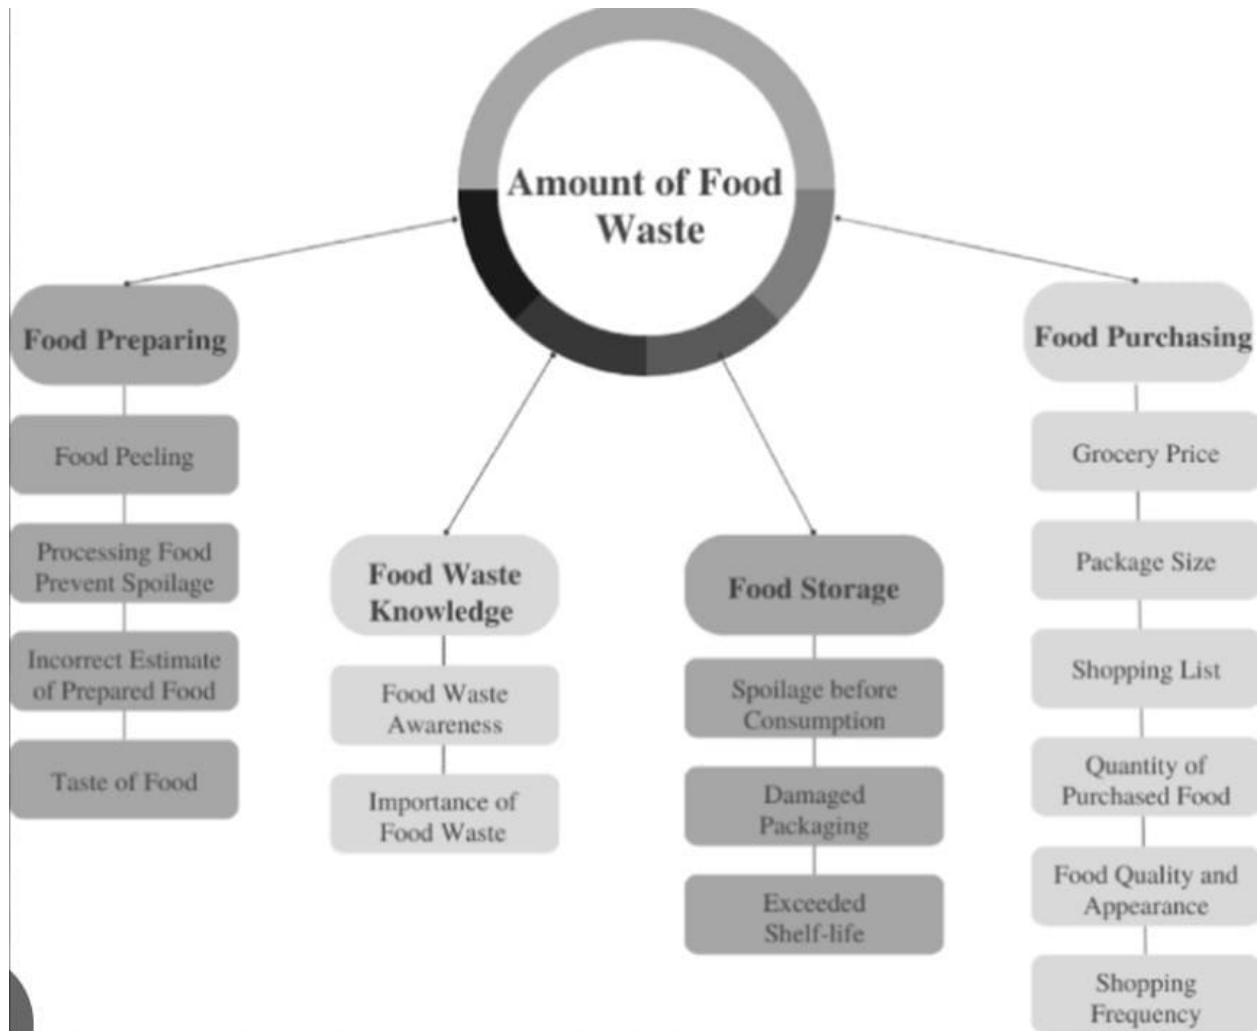 Amount of Food
Waste
Food Preparing
Food Peeling
Processing Food
Prevent Spoilage
Incorrect Estimate
of Prepared Food
Taste of Food
Food Waste
Knowledge
Food Waste
Awareness
Importance of
Food Waste
Food Storage
Spoilage before
Consumption
Damaged
Packaging
Exceeded
Shelf-life
Food Purchasing
Grocery Price
Package Size
Shopping List
Quantity of
Purchased Food
Food Quality and
Appearance
Shopping
Frequency